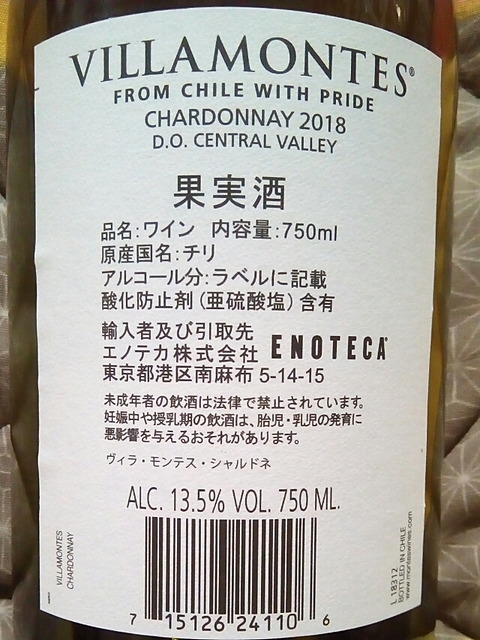 VILLAMONTES®
FROM CHILE WITH PRIDE
CHARDONNAY 2018
D.O. CENTRAL VALLEY
果実酒
品名:ワイン 内容量:750ml
原産国名:チリ
アルコール分:ラベルに記載
酸化防止剤(亜硫酸塩)含有
輸入者及び引取先
エノテカ株式会社 ENOTECA
東京都港区南麻布 5-14-15
未成年者の飲酒は法律で禁止されています。
妊娠中や授乳期の飲酒は、胎児・乳児の発育に
悪影響を与えるおそれがあります。
ヴィラ・モンテス・シャルドネ
ALC. 13.5% VOL. 750 ML.
VILLAMONTES
CHARDONNAY
7 15126 24110 6
L 18312
BOTTLED IN CHILE
www.monteswines.com